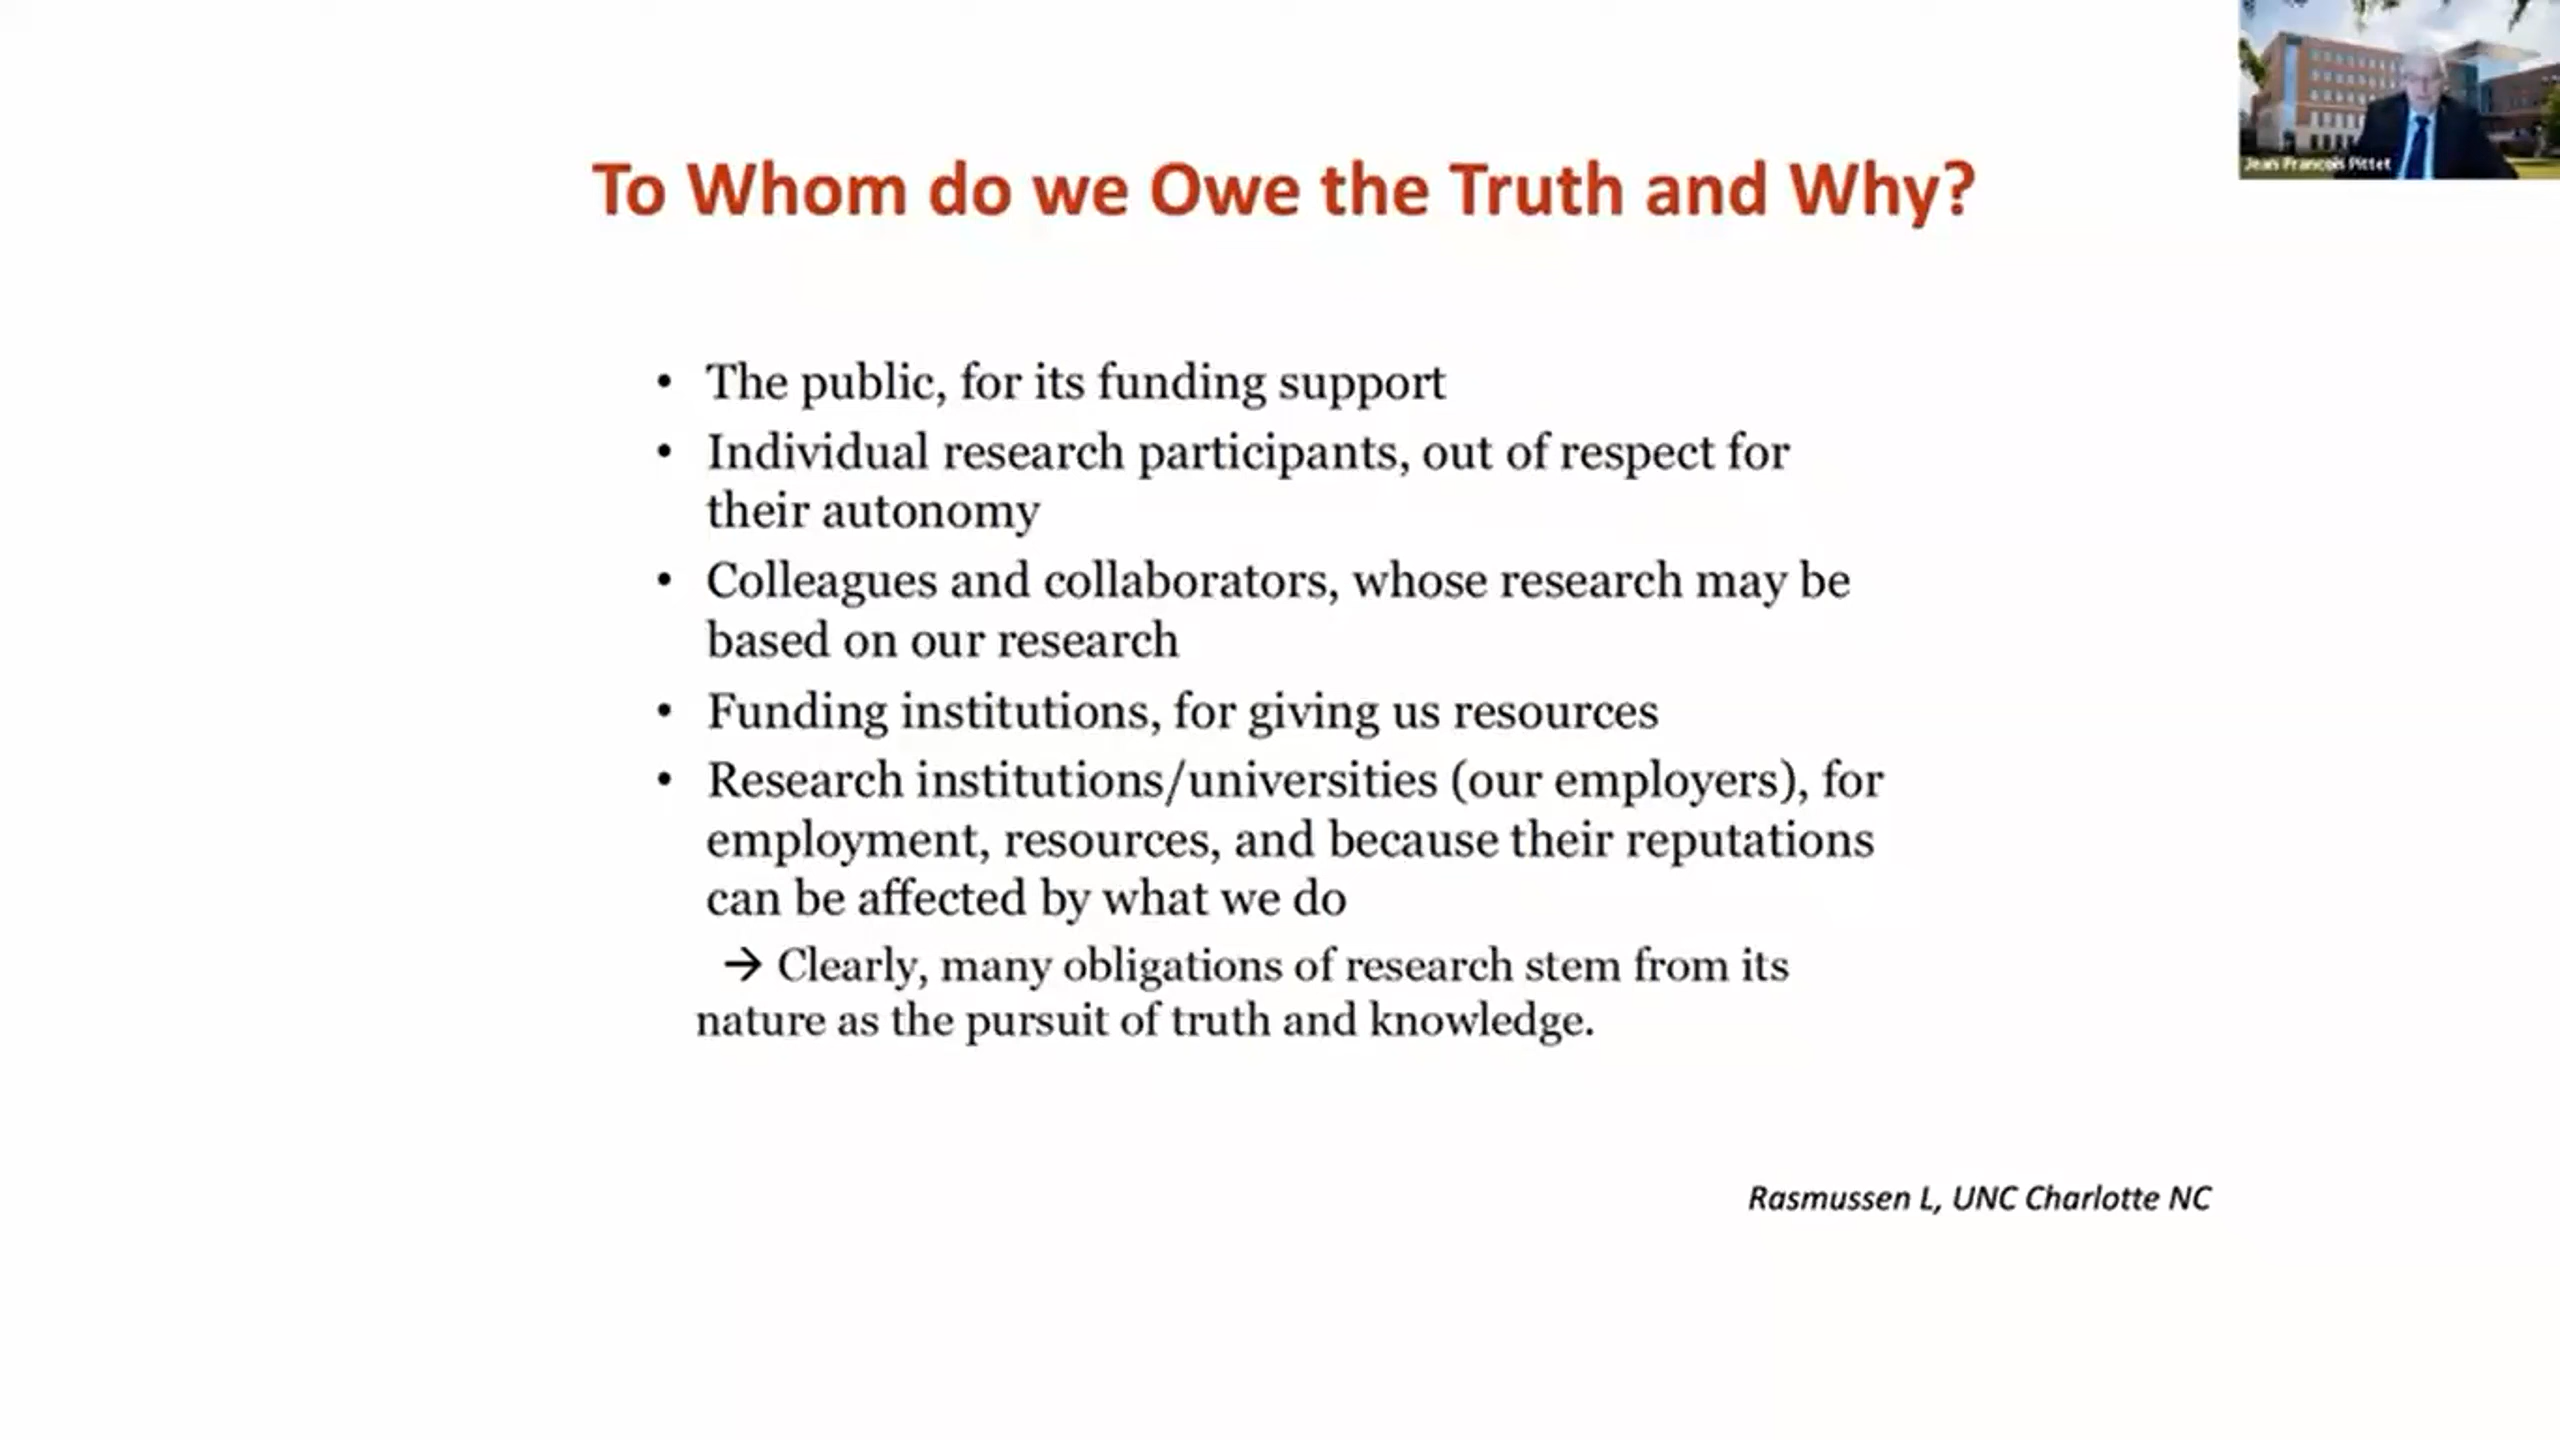 Jean Francois Pittet
To Whom do we Owe the Truth and Why?
• The public, for its funding support
• Individual research participants, out of respect for
their autonomy
• Colleagues and collaborators, whose research may be
based on our research
• Funding institutions, for giving us resources
• Research institutions/universities (our employers), for
employment, resources, and because their reputations
can be affected by what we do
→ Clearly, many obligations of research stem from its
nature as the pursuit of truth and knowledge.
Rasmussen L, UNC Charlotte NC